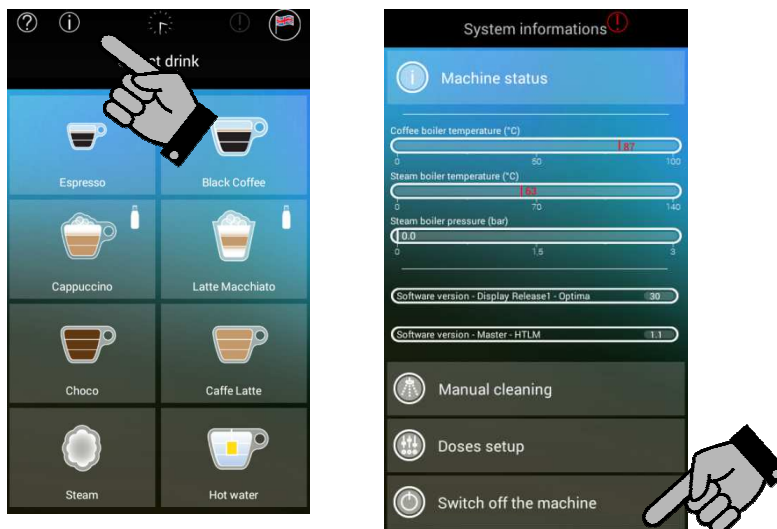 ? i !
ct drink
Espresso
Black Coffee
Cappuccino
Latte Macchiato
Choco
Caffe Latte
Steam
Hot water
System informations !
i Machine status
Coffee boiler temperature (°C)
87
0 50 100
Steam boiler temperature (°C)
63
0 70 140
Steam boiler pressure (bar)
0.0
0 1,5 3
Software version - Display Release1 - Optima 30
Software version - Master - HTLM 1.1
Manual cleaning
Doses setup
Switch off the machine